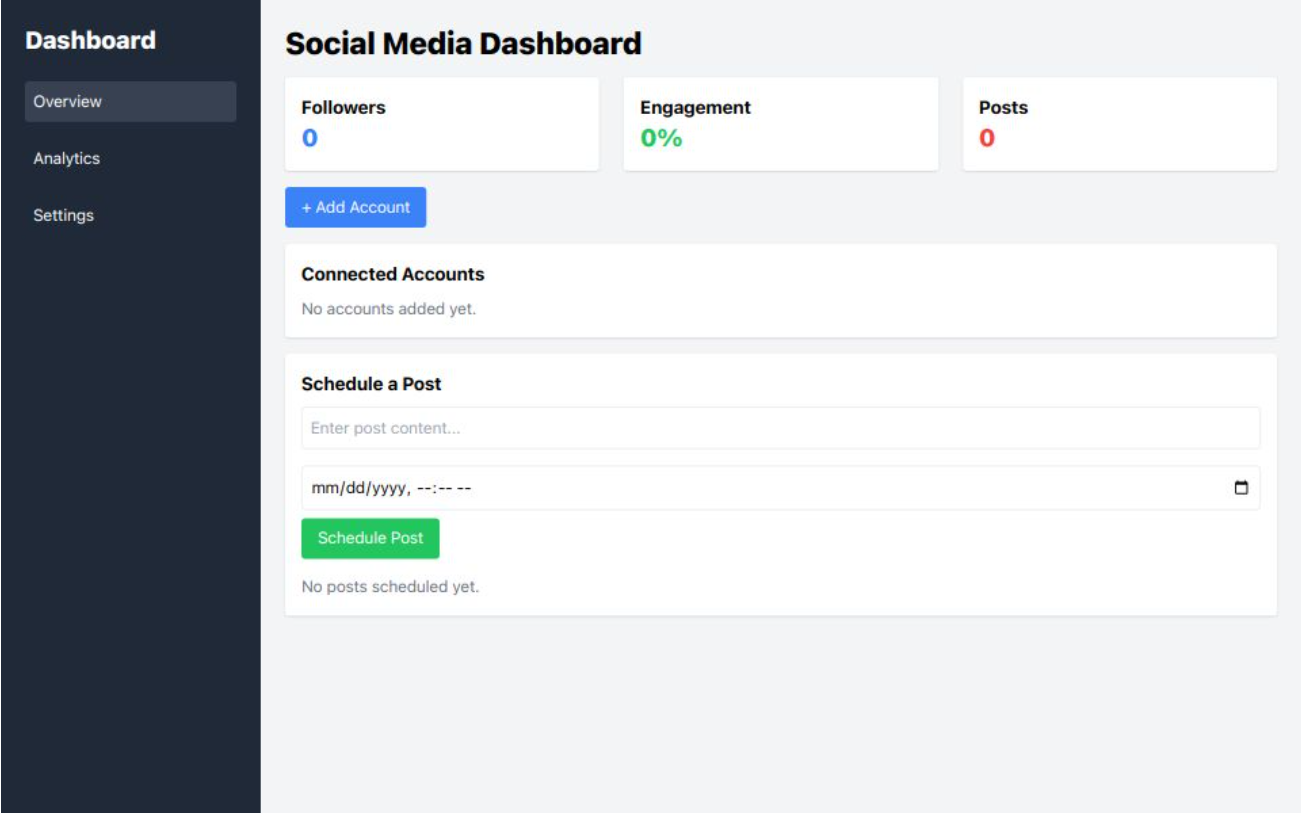 Dashboard
Overview
Analytics
Settings
Social Media Dashboard
Followers
0
Engagement
0%
Posts
0
+ Add Account
Connected Accounts
No accounts added yet.
Schedule a Post
Enter post content...
mm/dd/yyyy, --:-- --
Schedule Post
No posts scheduled yet.